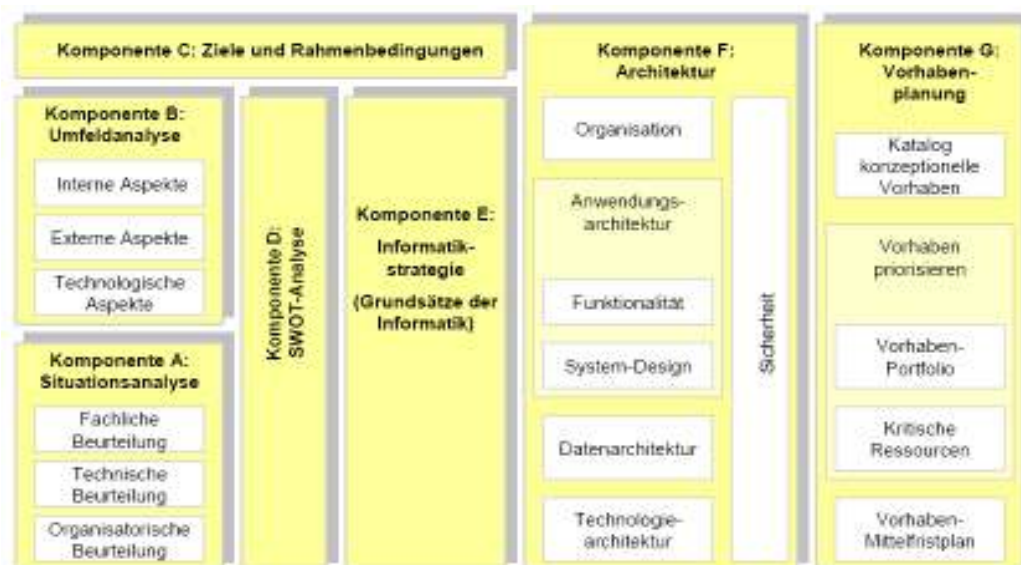 Komponente C: Ziele und Rahmenbedingungen
Komponente B:
Umfeldanalyse
Interne Aspekte
Externe Aspekte
Technologische
Aspekte
Komponente A:
Situationsanalyse
Fachliche
Beurteilung
Technische
Beurteilung
Organisatorische
Beurteilung
Komponente D:
SWOT-Analyse
Komponente E:
Informatik-
strategie
(Grundsätze der
Informatik)
Komponente F:
Architektur
Organisation
Anwendungs-
architektur
Funktionalität
System-Design
Datenarchitektur
Technologie-
architektur
Sicherheit
Komponente G:
Vorhaben-
planung
Katalog
konzeptionelle
Vorhaben
Vorhaben
priorisieren
Vorhaben-
Portfolio
Kritische
Ressourcen
Vorhaben-
Mittelfristplan